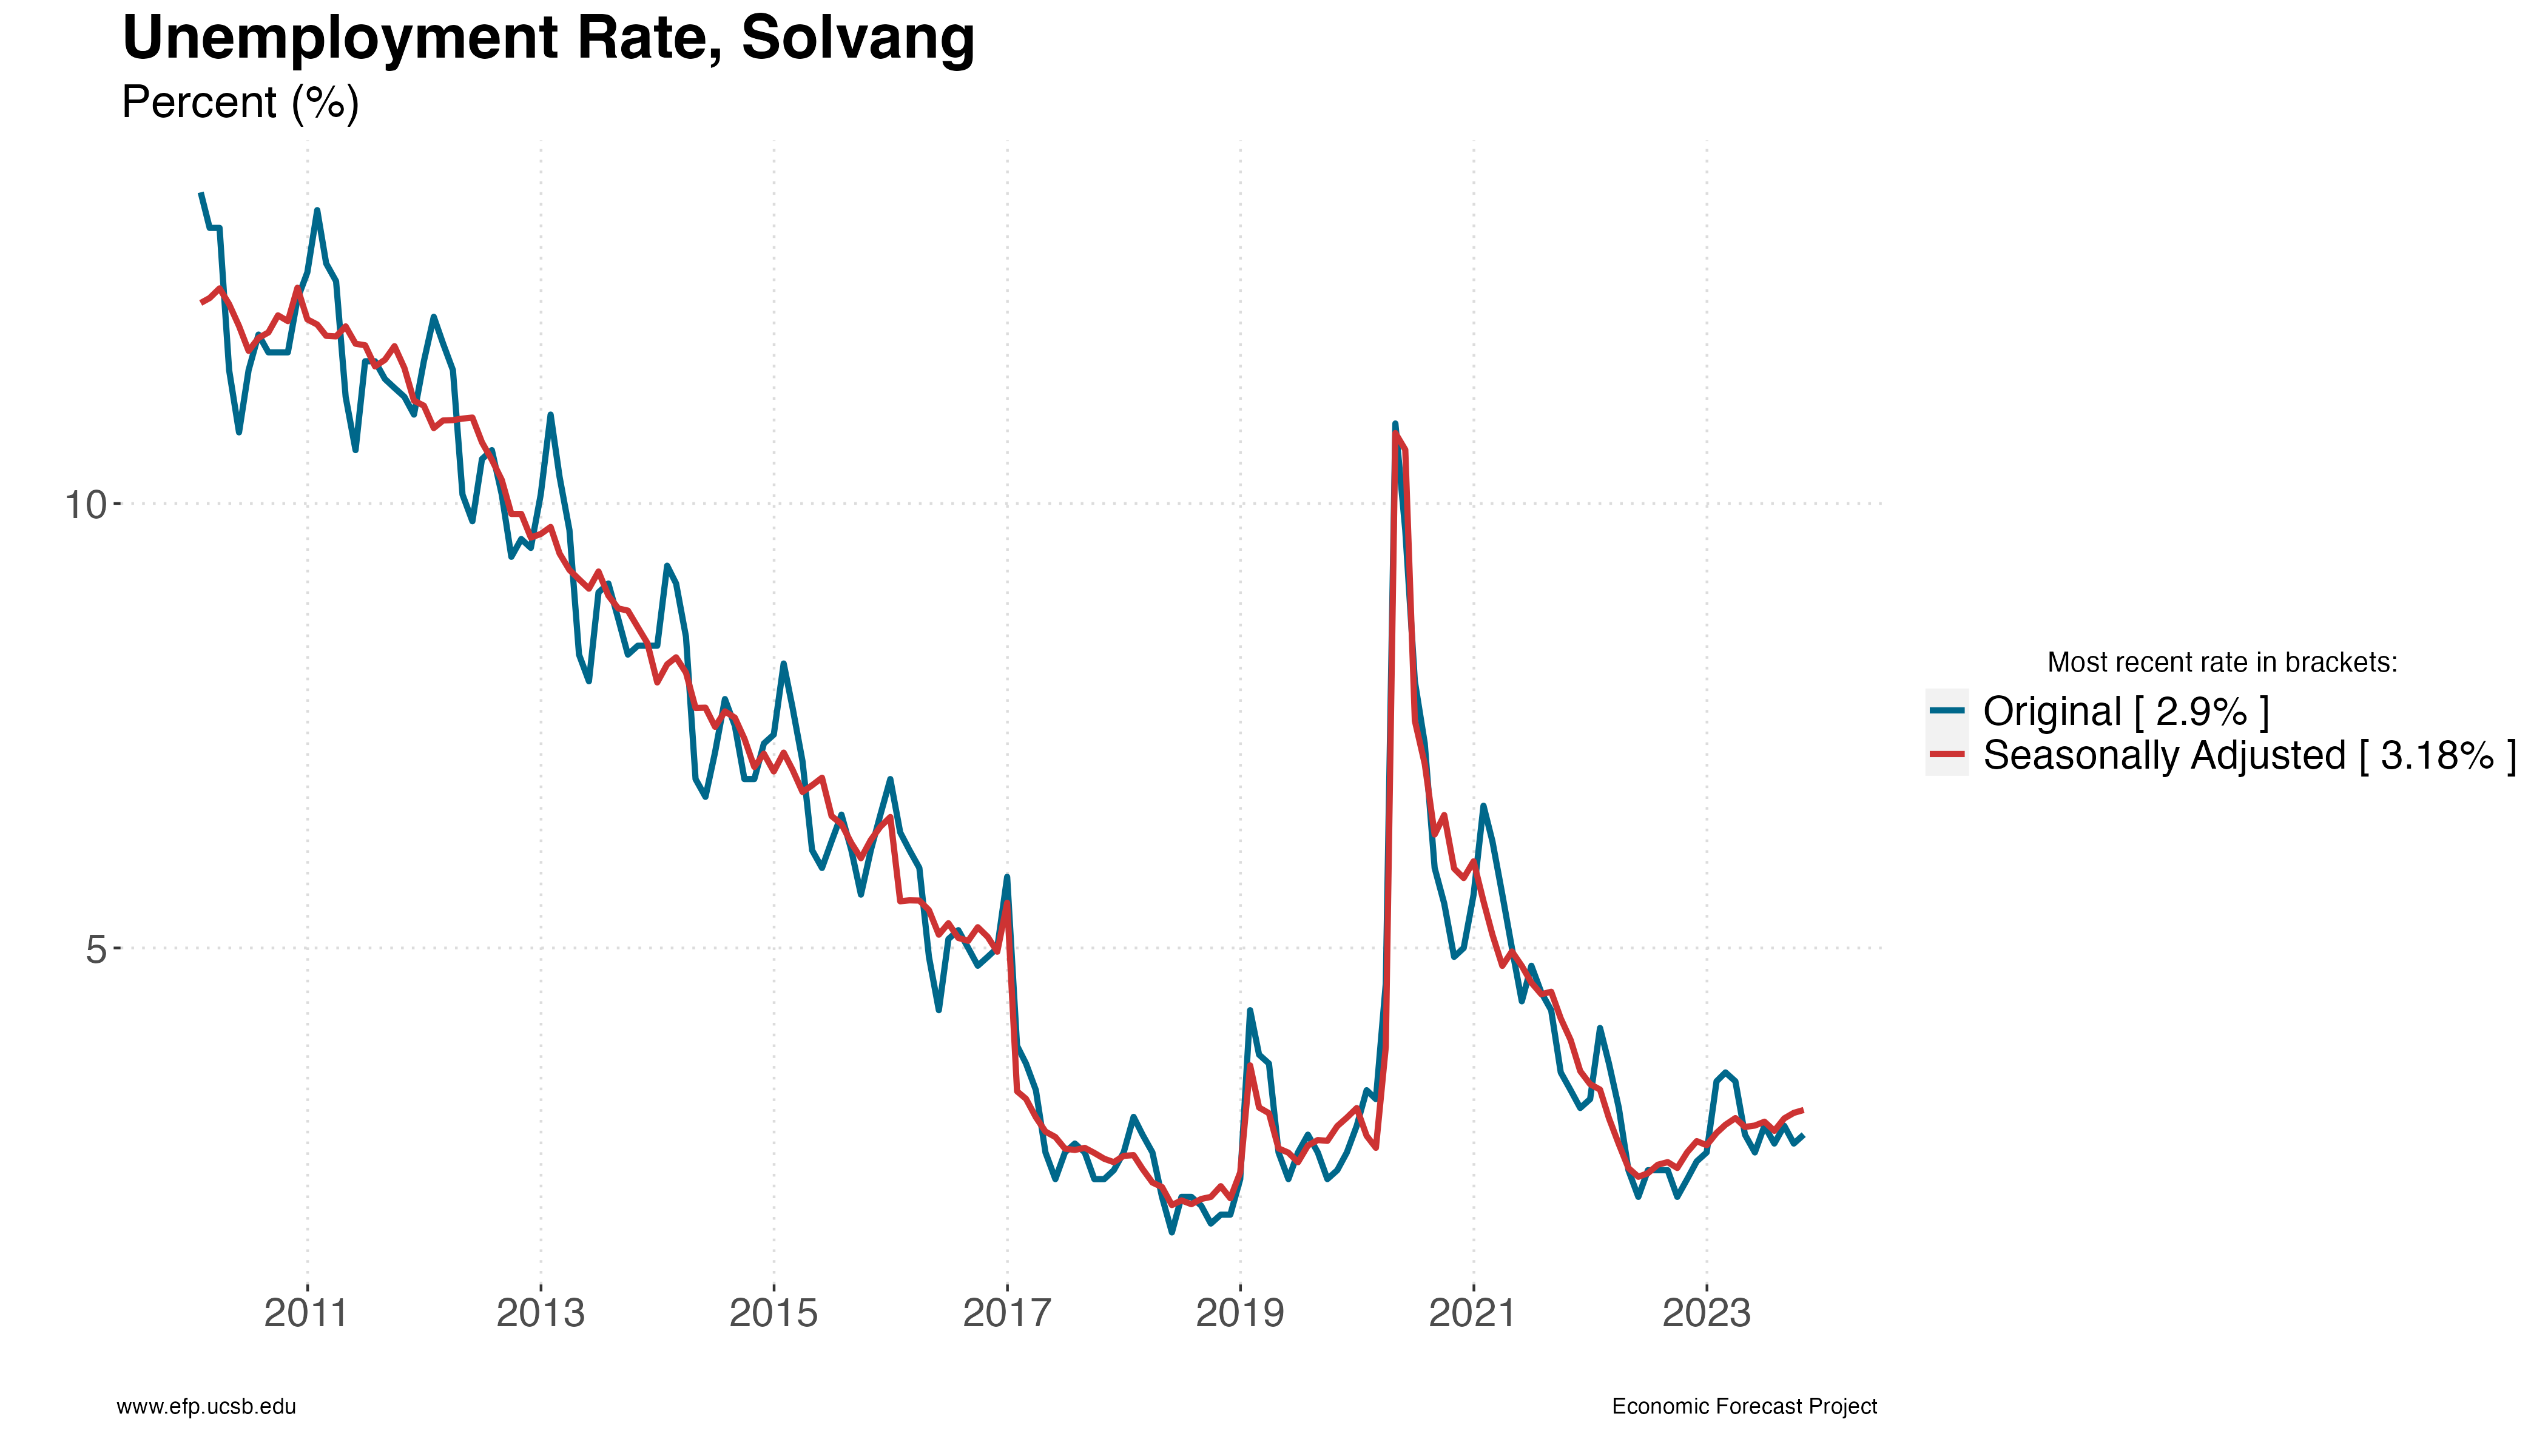 Unemployment Rate, Solvang
Percent (%)
10
5
2011 2013 2015 2017 2019 2021 2023
Most recent rate in brackets:
Original [ 2.9% ]
Seasonally Adjusted [ 3.18% ]
www.efp.ucsb.edu
Economic Forecast Project